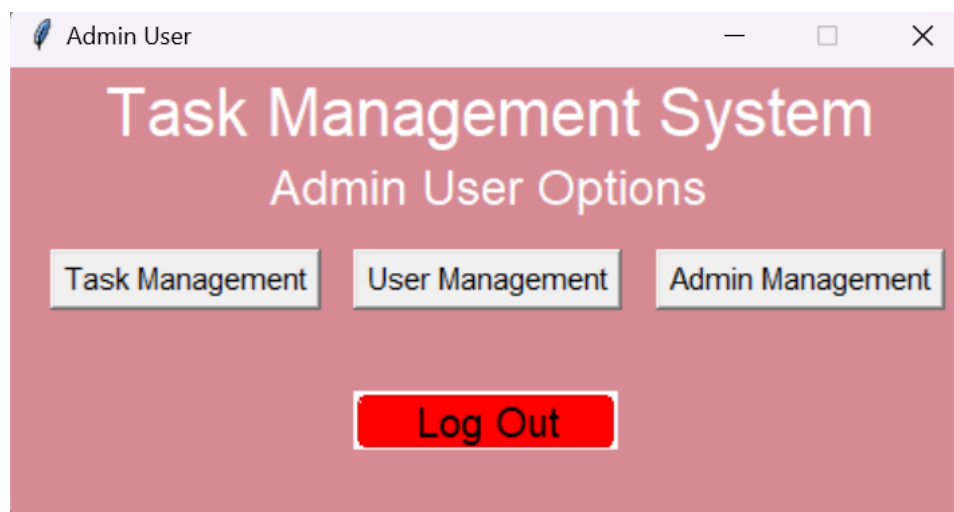 Admin User
Task Management System
Admin User Options
Task Management User Management Admin Management
Log Out